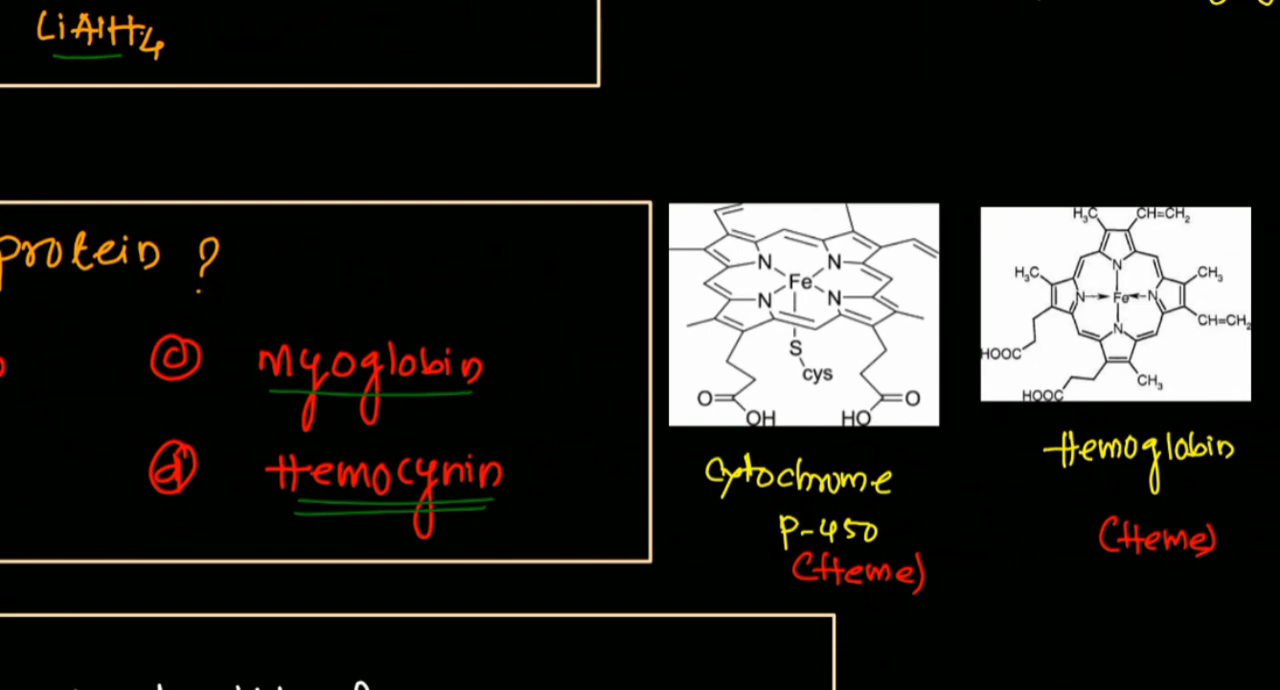 LiAlH4
protein ?
c myoglobin
d Hemocynin
N N
Fe
N N
S
cys
O OH HO O
Cytochrome
P-450
(Heme)
H₃C CH=CH₂
N
H₃C CH₃
N Fe N
CH=CH₂
N
HOOC
CH₃
HOOC
Hemoglobin
(Heme)